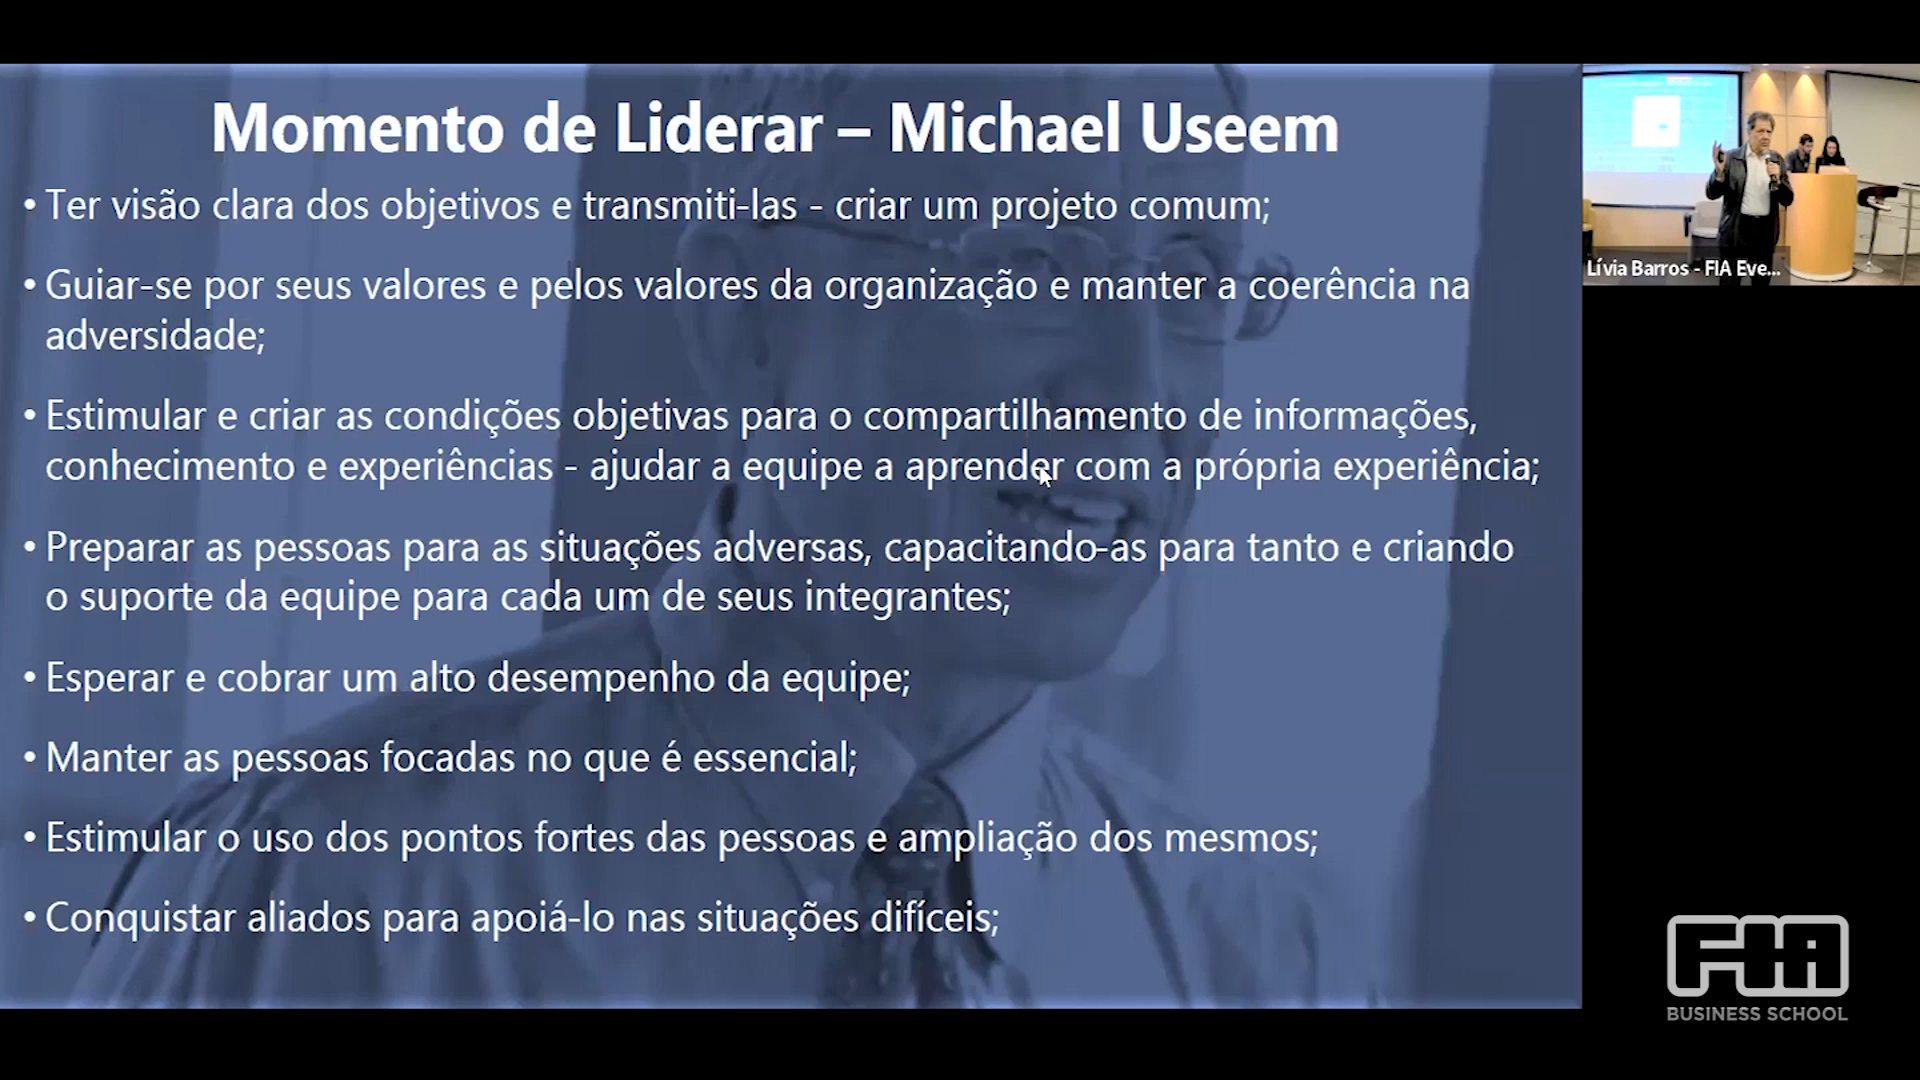 Momento de Liderar – Michael Useem
• Ter visão clara dos objetivos e transmiti-las - criar um projeto comum;
• Guiar-se por seus valores e pelos valores da organização e manter a coerência na
adversidade;
• Estimular e criar as condições objetivas para o compartilhamento de informações,
conhecimento e experiências - ajudar a equipe a aprender com a própria experiência;
• Preparar as pessoas para as situações adversas, capacitando-as para tanto e criando
o suporte da equipe para cada um de seus integrantes;
• Esperar e cobrar um alto desempenho da equipe;
• Manter as pessoas focadas no que é essencial;
• Estimular o uso dos pontos fortes das pessoas e ampliação dos mesmos;
• Conquistar aliados para apoiá-lo nas situações difíceis;
Lívia Barros - FIA Eve...
FIA
BUSINESS SCHOOL